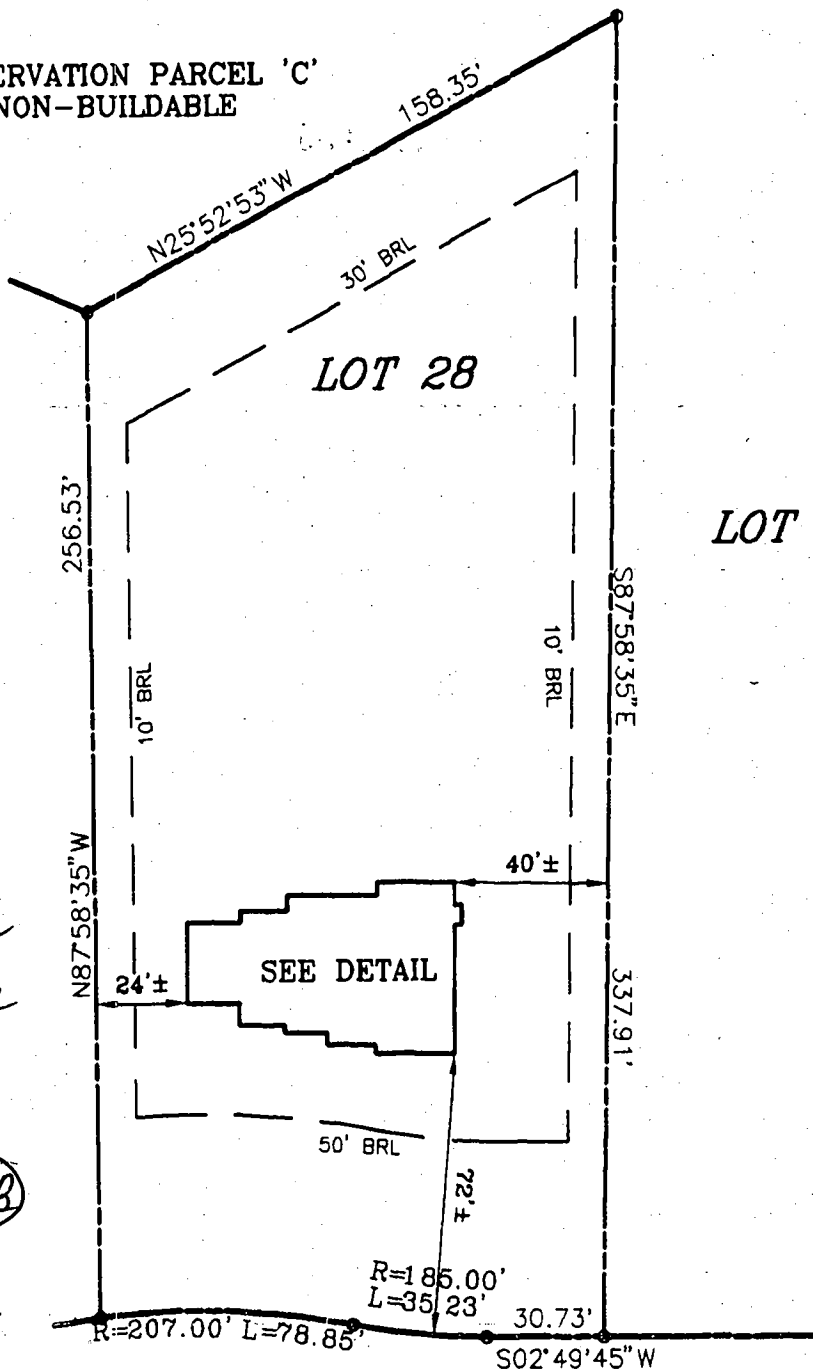 ERVATION PARCEL 'C'
NON-BUILDABLE
158.35'
N25°52'53"W
30' BRL
LOT 28
256.53'
LOT
S87°58'35"E
10' BRL
10' BRL
40'±
N87°58'35"W
SEE DETAIL
24'±
337.91'
50' BRL
72'±
R=185.00'
L=35.23'
30.73'
R=207.00' L=78.85'
S02°49'45"W